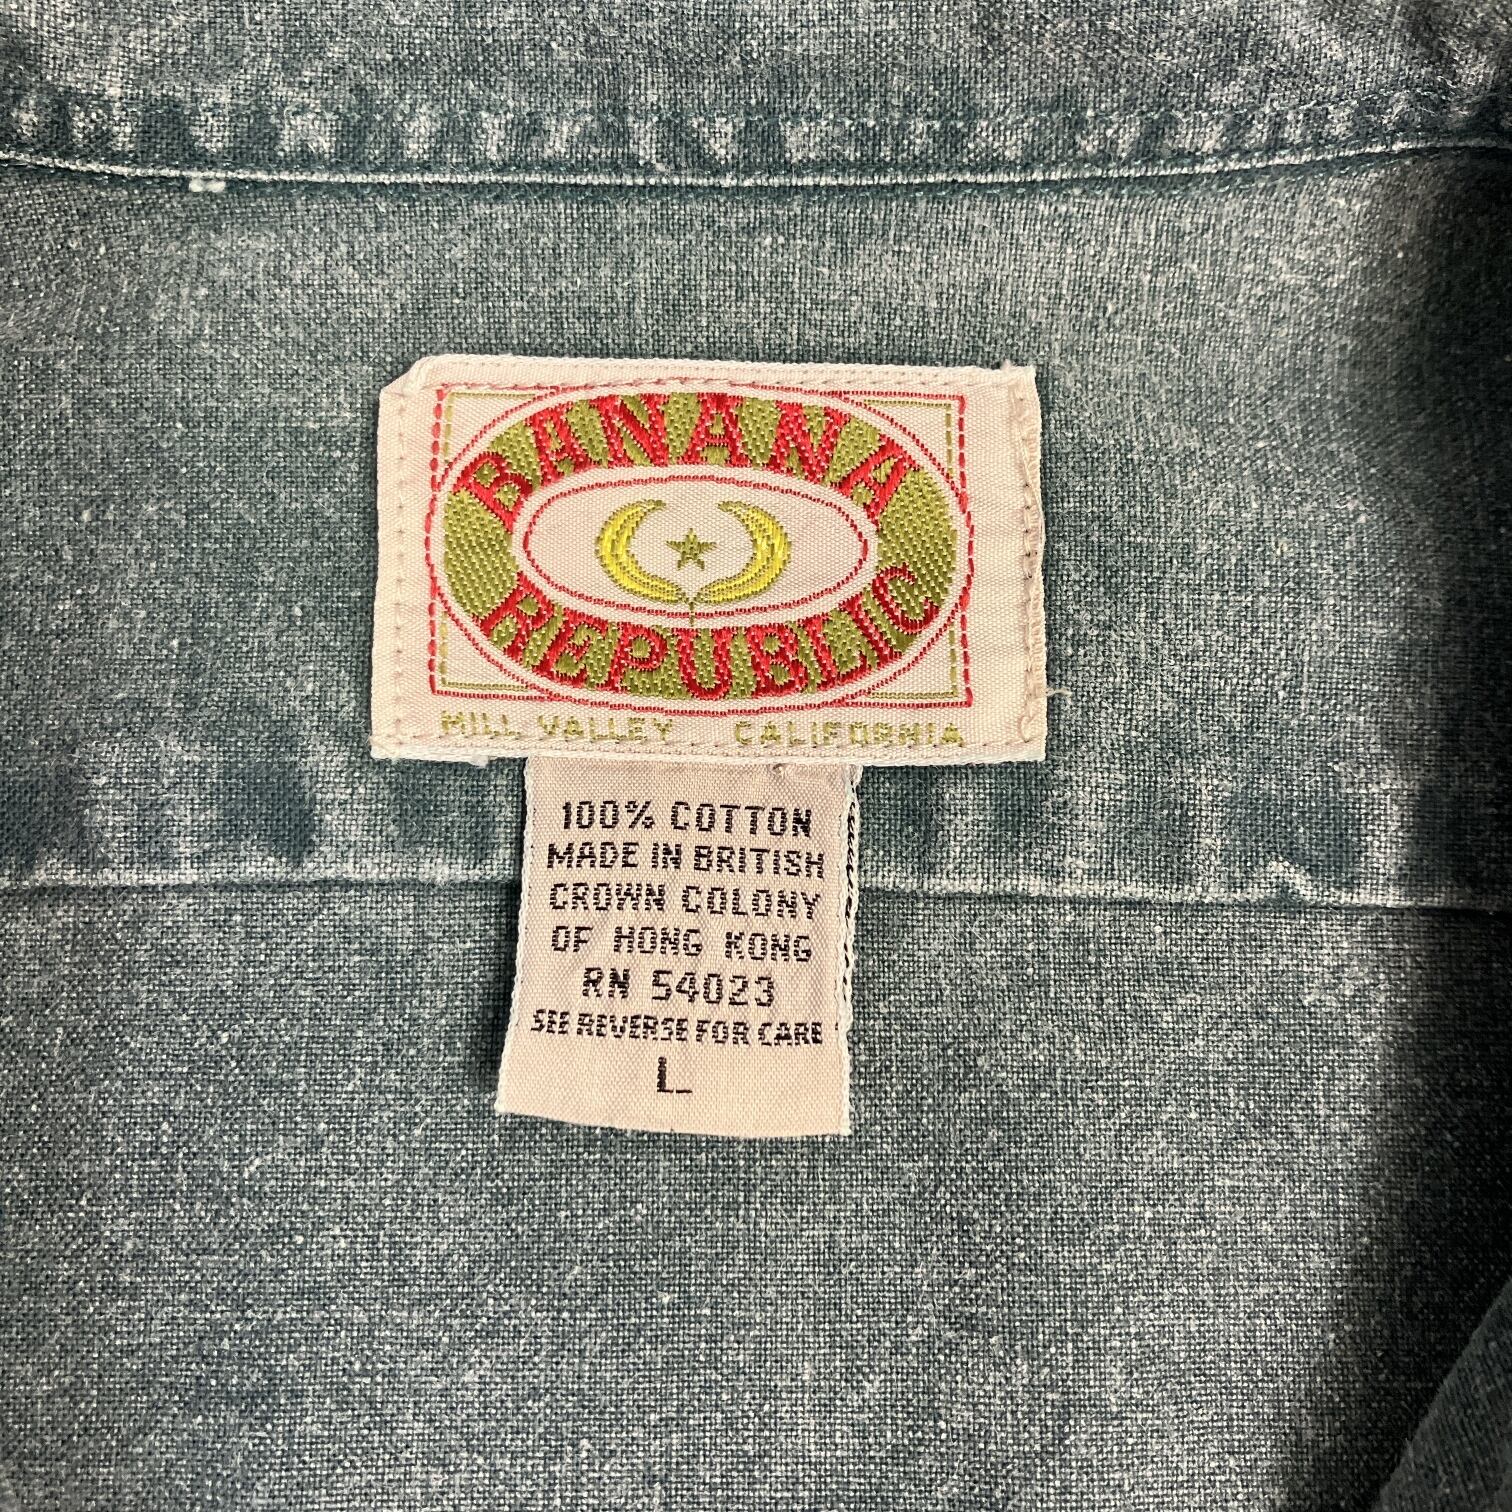 BANANA
REPUBLIC
MILL VALLEY CALIFORNIA
100% COTTON
MADE IN BRITISH
CROWN COLONY
OF HONG KONG
RN 54023
SEE REVERSE FOR CARE
L